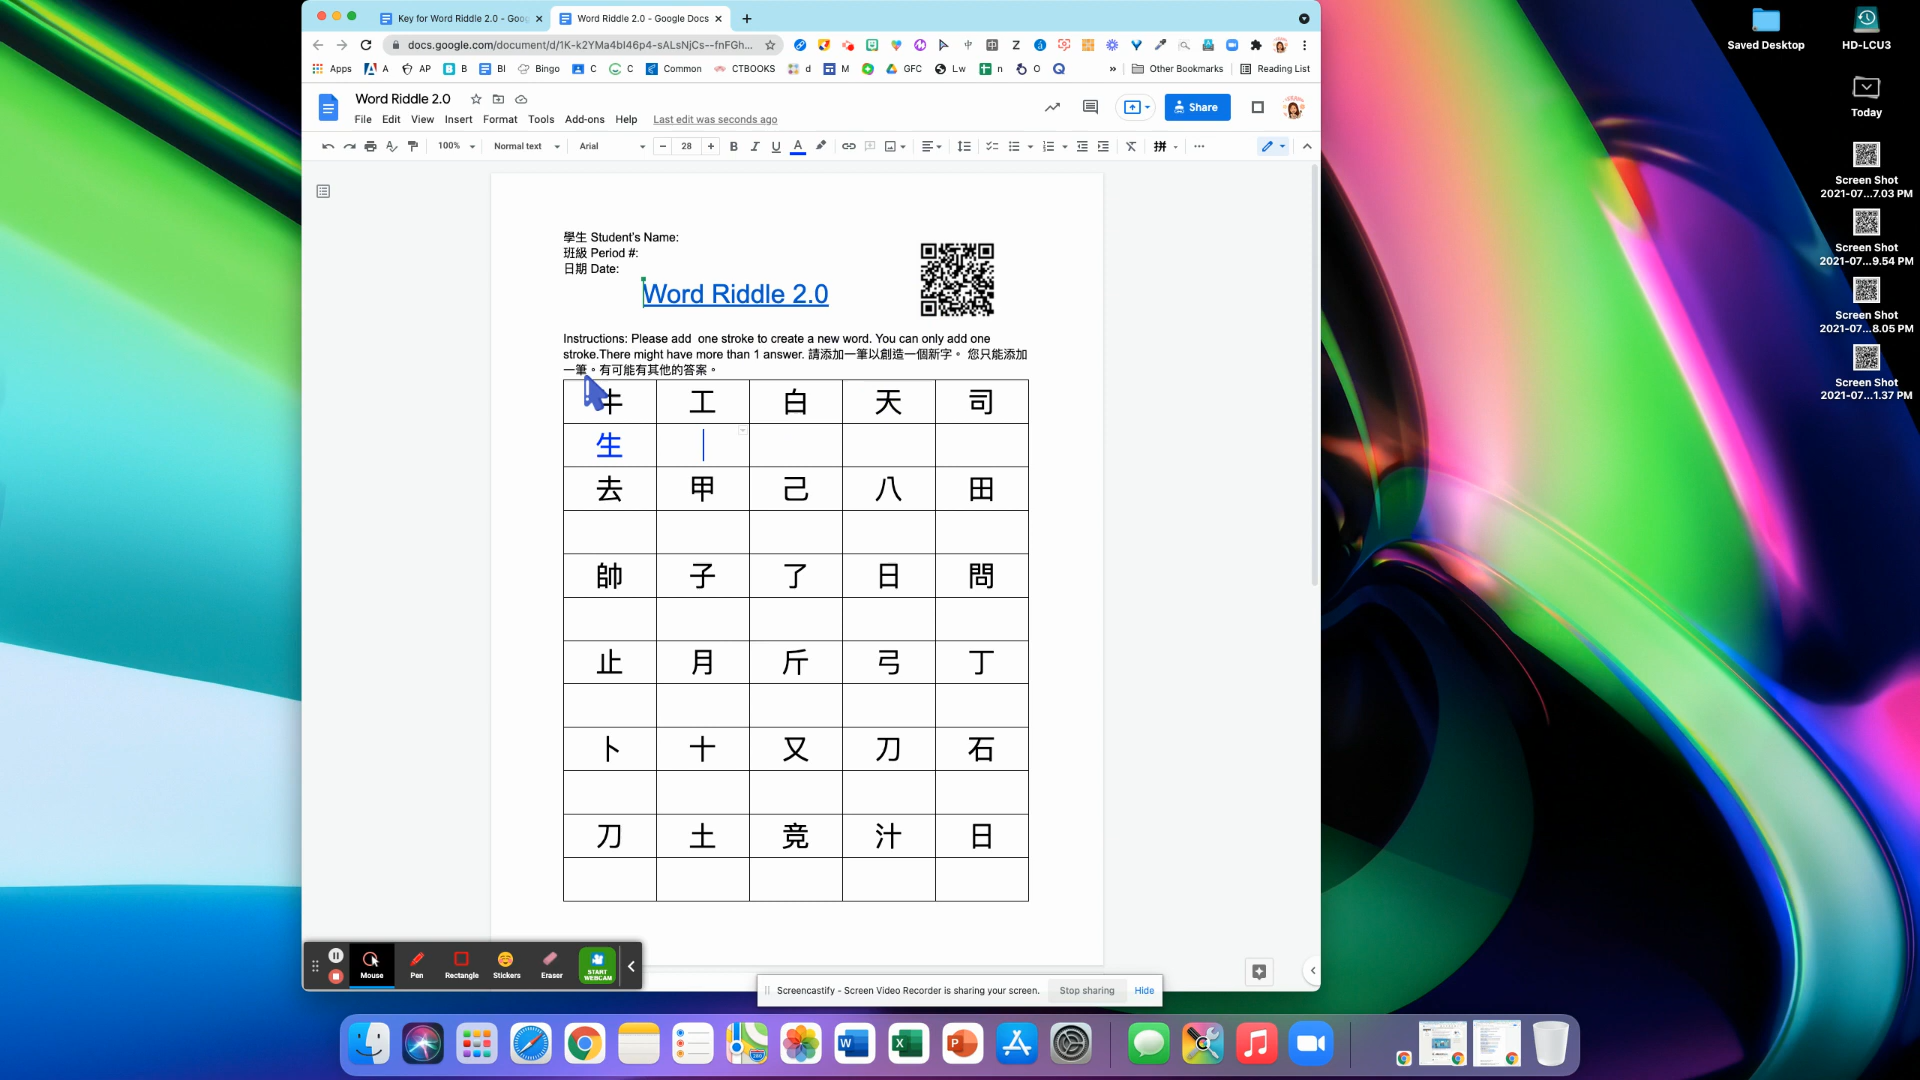 Key for Word Riddle 2.0 - Goog
Word Riddle 2.0 - Google Docs
docs.google.com/document/d/1K-k2YMa4bI46p4-sALsNjCs--fnFGh...
Apps
A
AP
B
BI
Bingo
C
C
Common
CTBOOKS
d
M
GFC
Lw
n
O
»
Other Bookmarks
Reading List
Word Riddle 2.0
File Edit View Insert Format Tools Add-ons Help Last edit was seconds ago
Share
100% Normal text Arial 28
學生 Student's Name:
班級 Period #:
日期 Date:
Word Riddle 2.0
Instructions: Please add one stroke to create a new word. You can only add one
stroke.There might have more than 1 answer. 請添加一筆以創造一個新字。 您只能添加
一筆。有可能有其他的答案。
牛 工 白 天 司
生
去 甲 己 八 田
帥 子 了 日 問
止 月 斤 弓 丁
卜 十 又 刀 石
刀 土 竞 汁 日
Mouse Pen Rectangle Stickers Eraser START WEBCAM
Screencastify - Screen Video Recorder is sharing your screen. Stop sharing Hide
Saved Desktop
HD-LCU3
Today
Screen Shot
2021-07...7.03 PM
Screen Shot
2021-07...9.54 PM
Screen Shot
2021-07...8.05 PM
Screen Shot
2021-07...1.37 PM